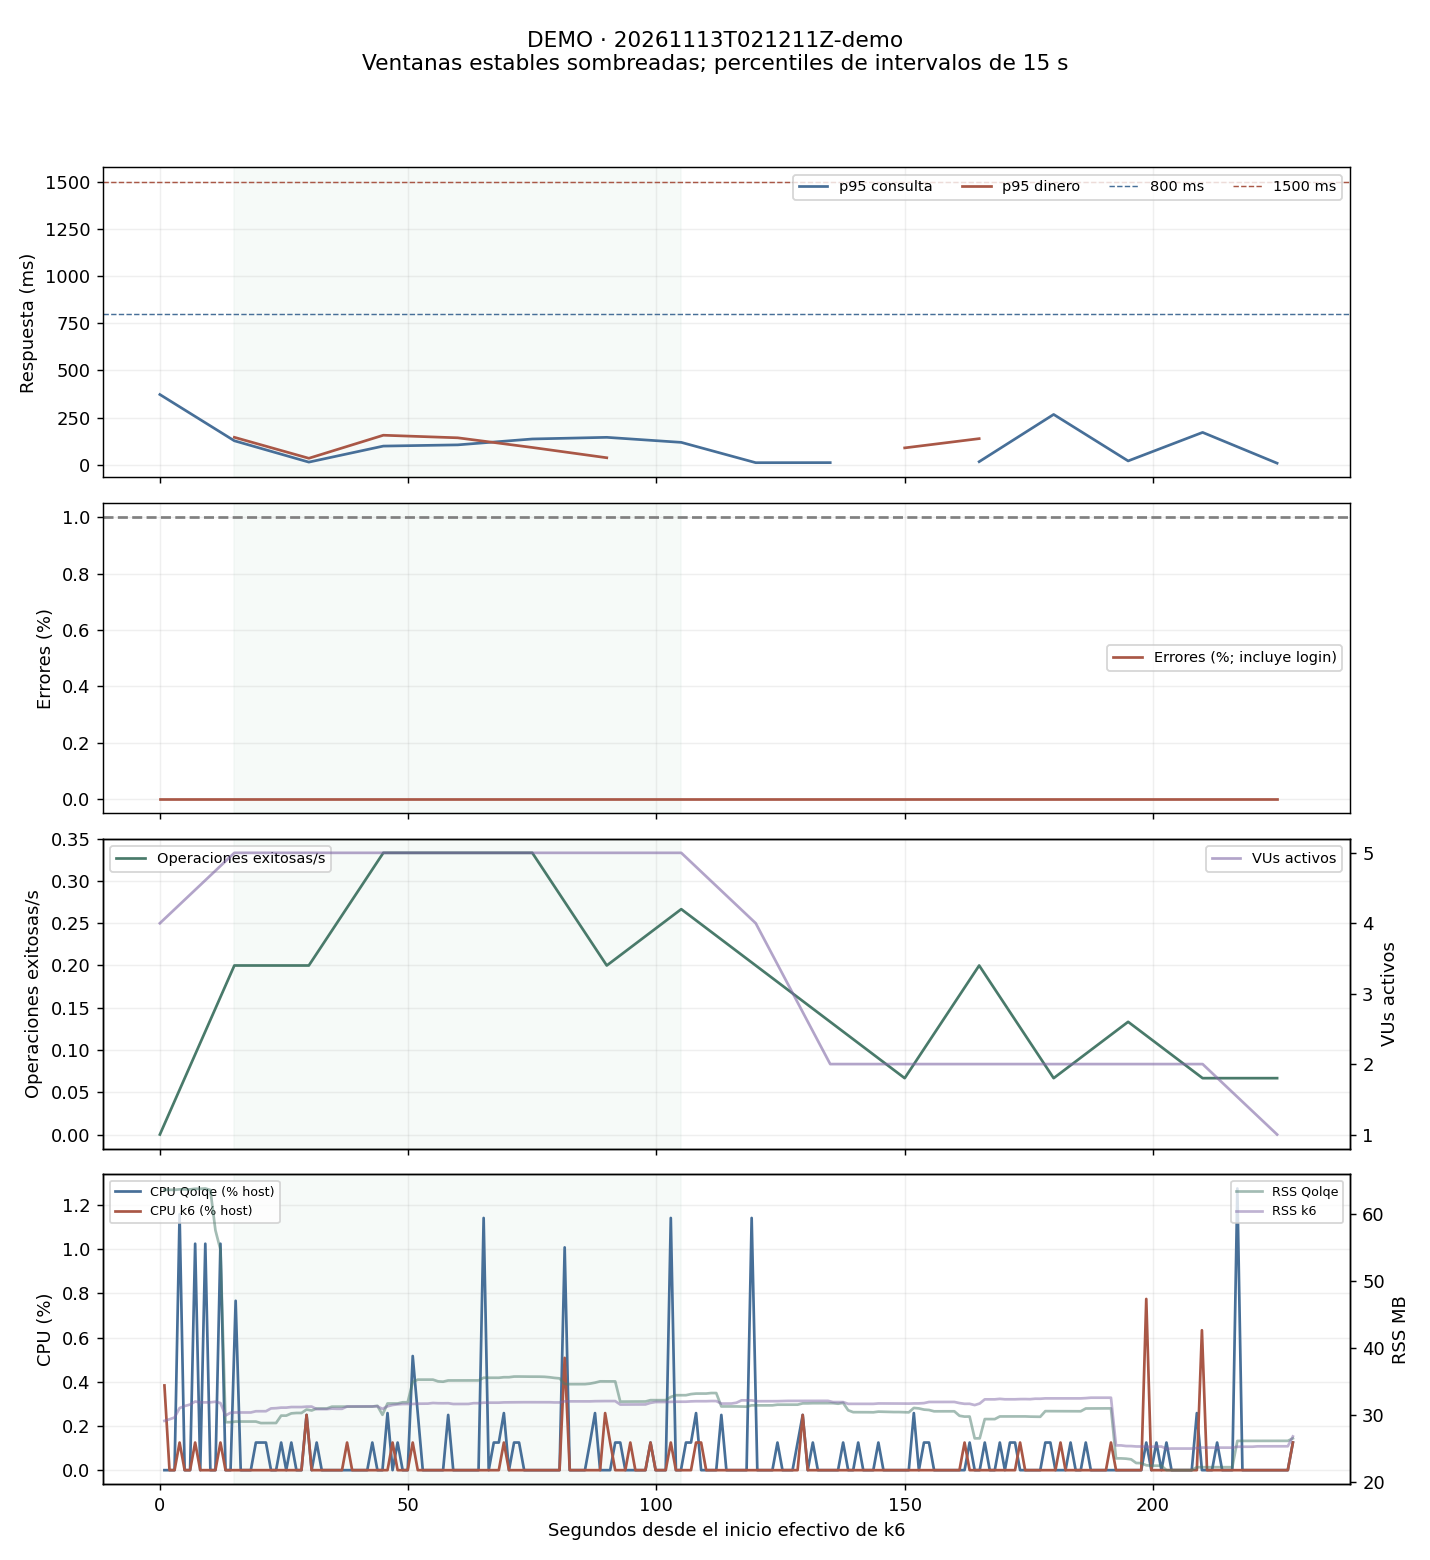 DEMO · 20261113T021211Z-demo
Ventanas estables sombreadas; percentiles de intervalos de 15 s
1500
1250
1000
750
500
250
0
Respuesta (ms)
p95 consulta
p95 dinero
800 ms
1500 ms
1.0
0.8
0.6
0.4
0.2
0.0
Errores (%)
Errores (%; incluye login)
0.35
0.30
0.25
0.20
0.15
0.10
0.05
0.00
Operaciones exitosas/s
Operaciones exitosas/s
VUs activos
5
4
3
2
1
VUs activos
1.2
1.0
0.8
0.6
0.4
0.2
0.0
CPU (%)
CPU Qolqe (% host)
CPU k6 (% host)
RSS Qolqe
RSS k6
60
50
40
30
20
RSS MB
0
50
100
150
200
Segundos desde el inicio efectivo de k6